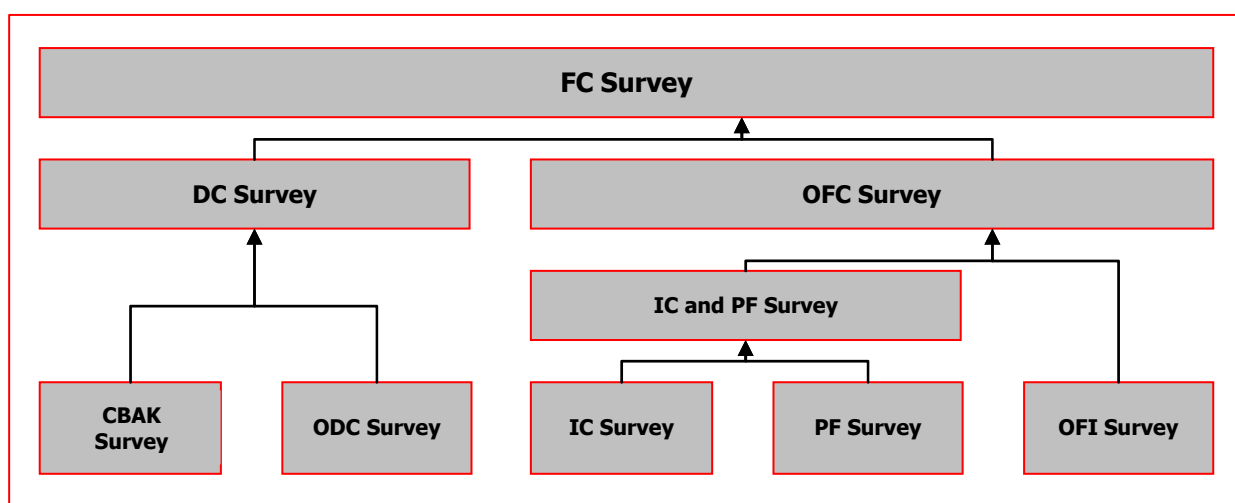 FC Survey
DC Survey
OFC Survey
IC and PF Survey
CBAK
Survey
ODC Survey
IC Survey
PF Survey
OFI Survey